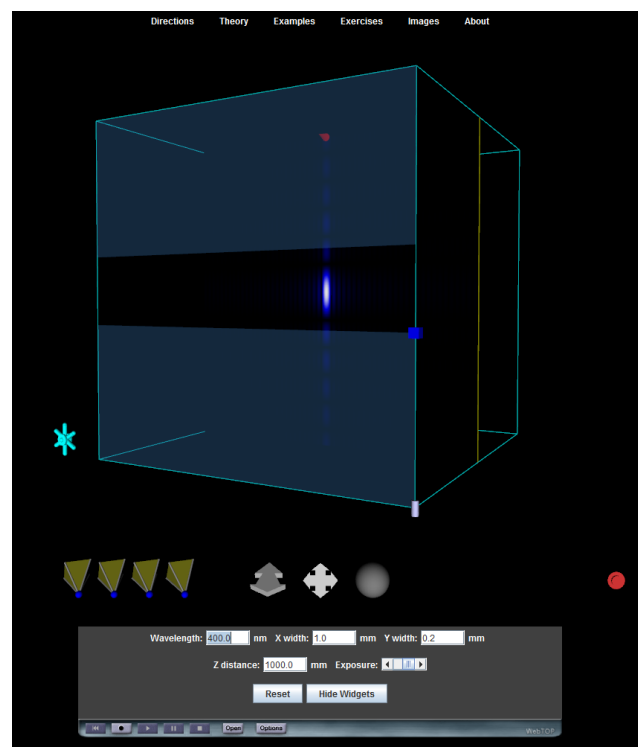 Directions Theory Examples Exercises Images About
Wavelength: 400.0 nm X width: 1.0 mm Y width: 0.2 mm
Z distance: 1000.0 mm Exposure:
Reset Hide Widgets
Open Options WebTOP